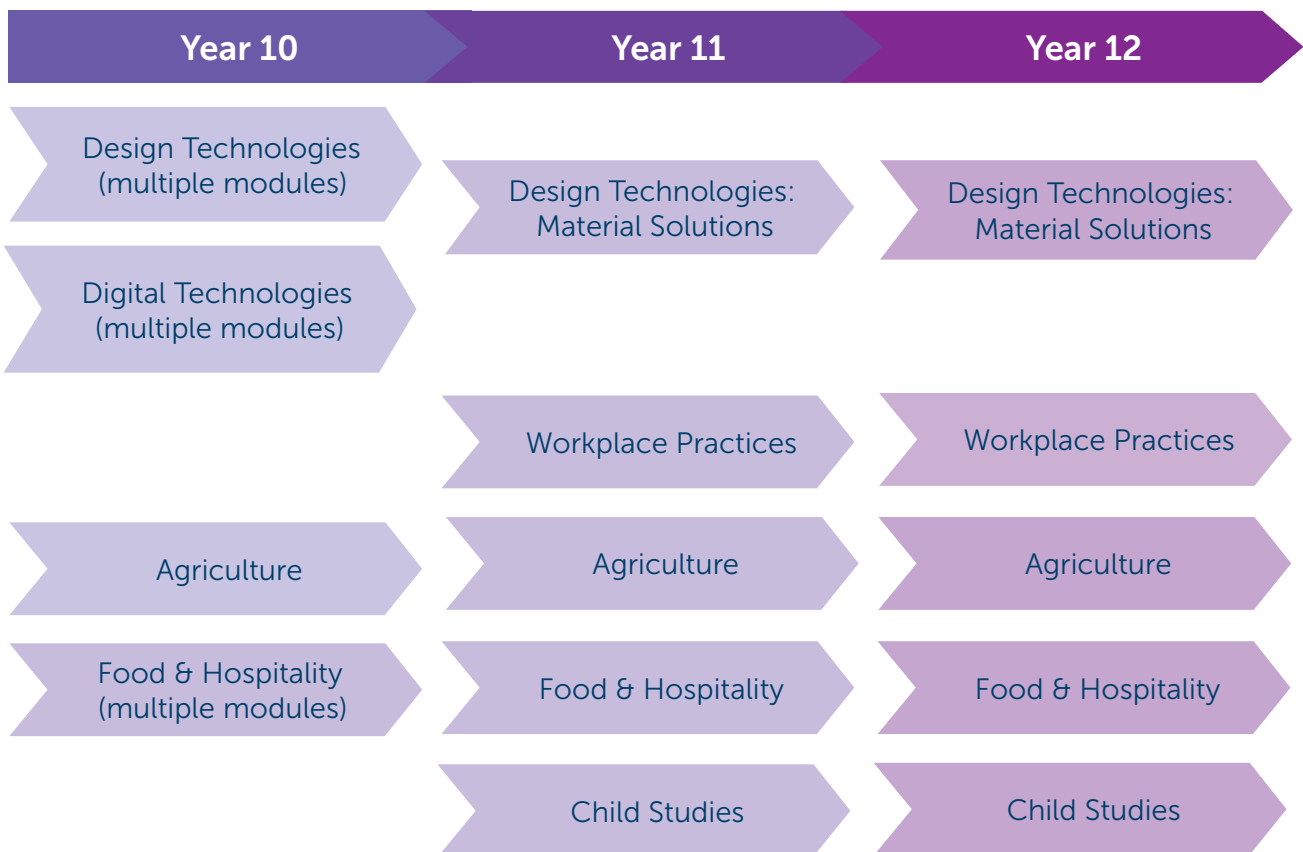 Year 10
Year 11
Year 12
Design Technologies
(multiple modules)
Design Technologies:
Material Solutions
Design Technologies:
Material Solutions
Digital Technologies
(multiple modules)
Workplace Practices
Workplace Practices
Agriculture
Agriculture
Agriculture
Food & Hospitality
(multiple modules)
Food & Hospitality
Food & Hospitality
Child Studies
Child Studies